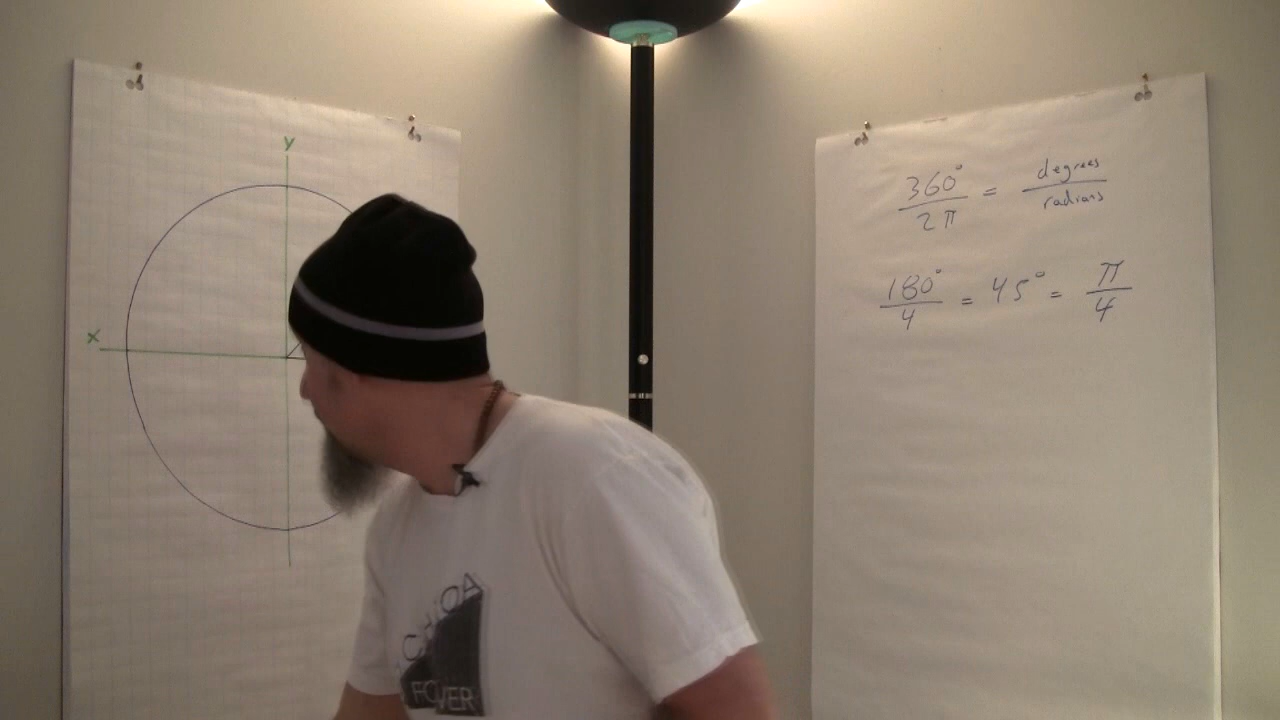 y
x
360° / 2π = degrees / radians
180° / 4 = 45° = π / 4